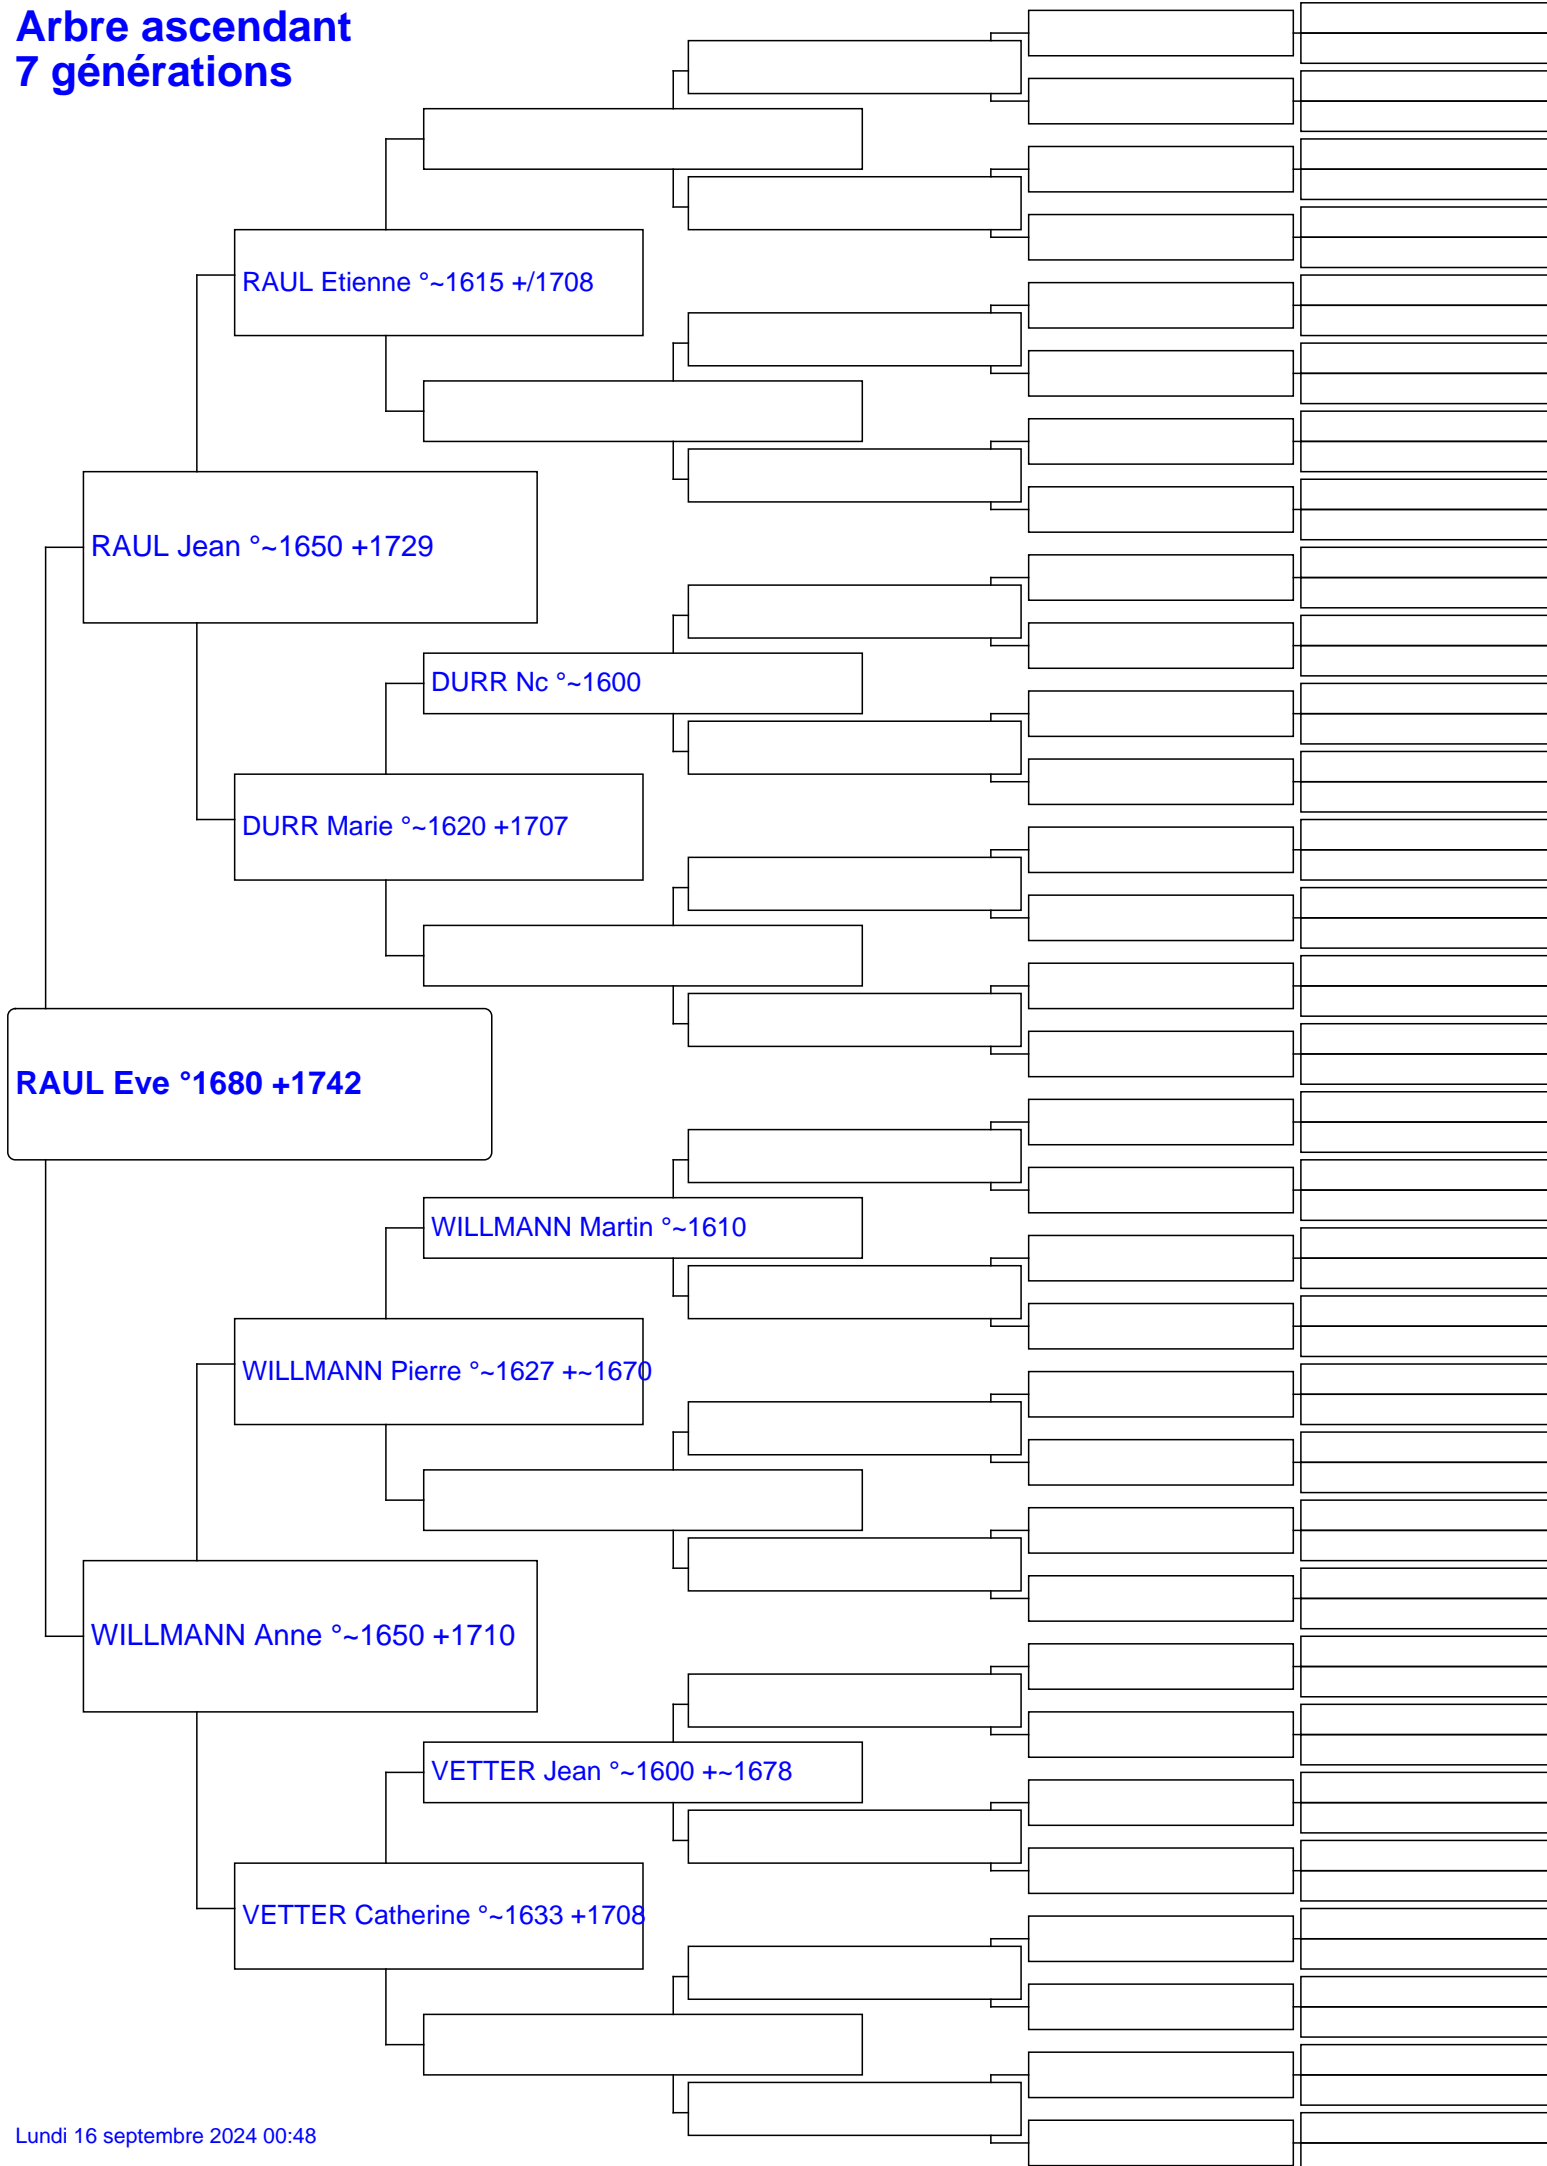 Arbre ascendant
7 générations
RAUL Etienne °~1615 +/1708
RAUL Jean °~1650 +1729
DURR Nc °~1600
DURR Marie °~1620 +1707
RAUL Eve °1680 +1742
WILLMANN Martin °~1610
WILLMANN Pierre °~1627 +~1670
WILLMANN Anne °~1650 +1710
VETTER Jean °~1600 +~1678
VETTER Catherine °~1633 +1708
Lundi 16 septembre 2024 00:48